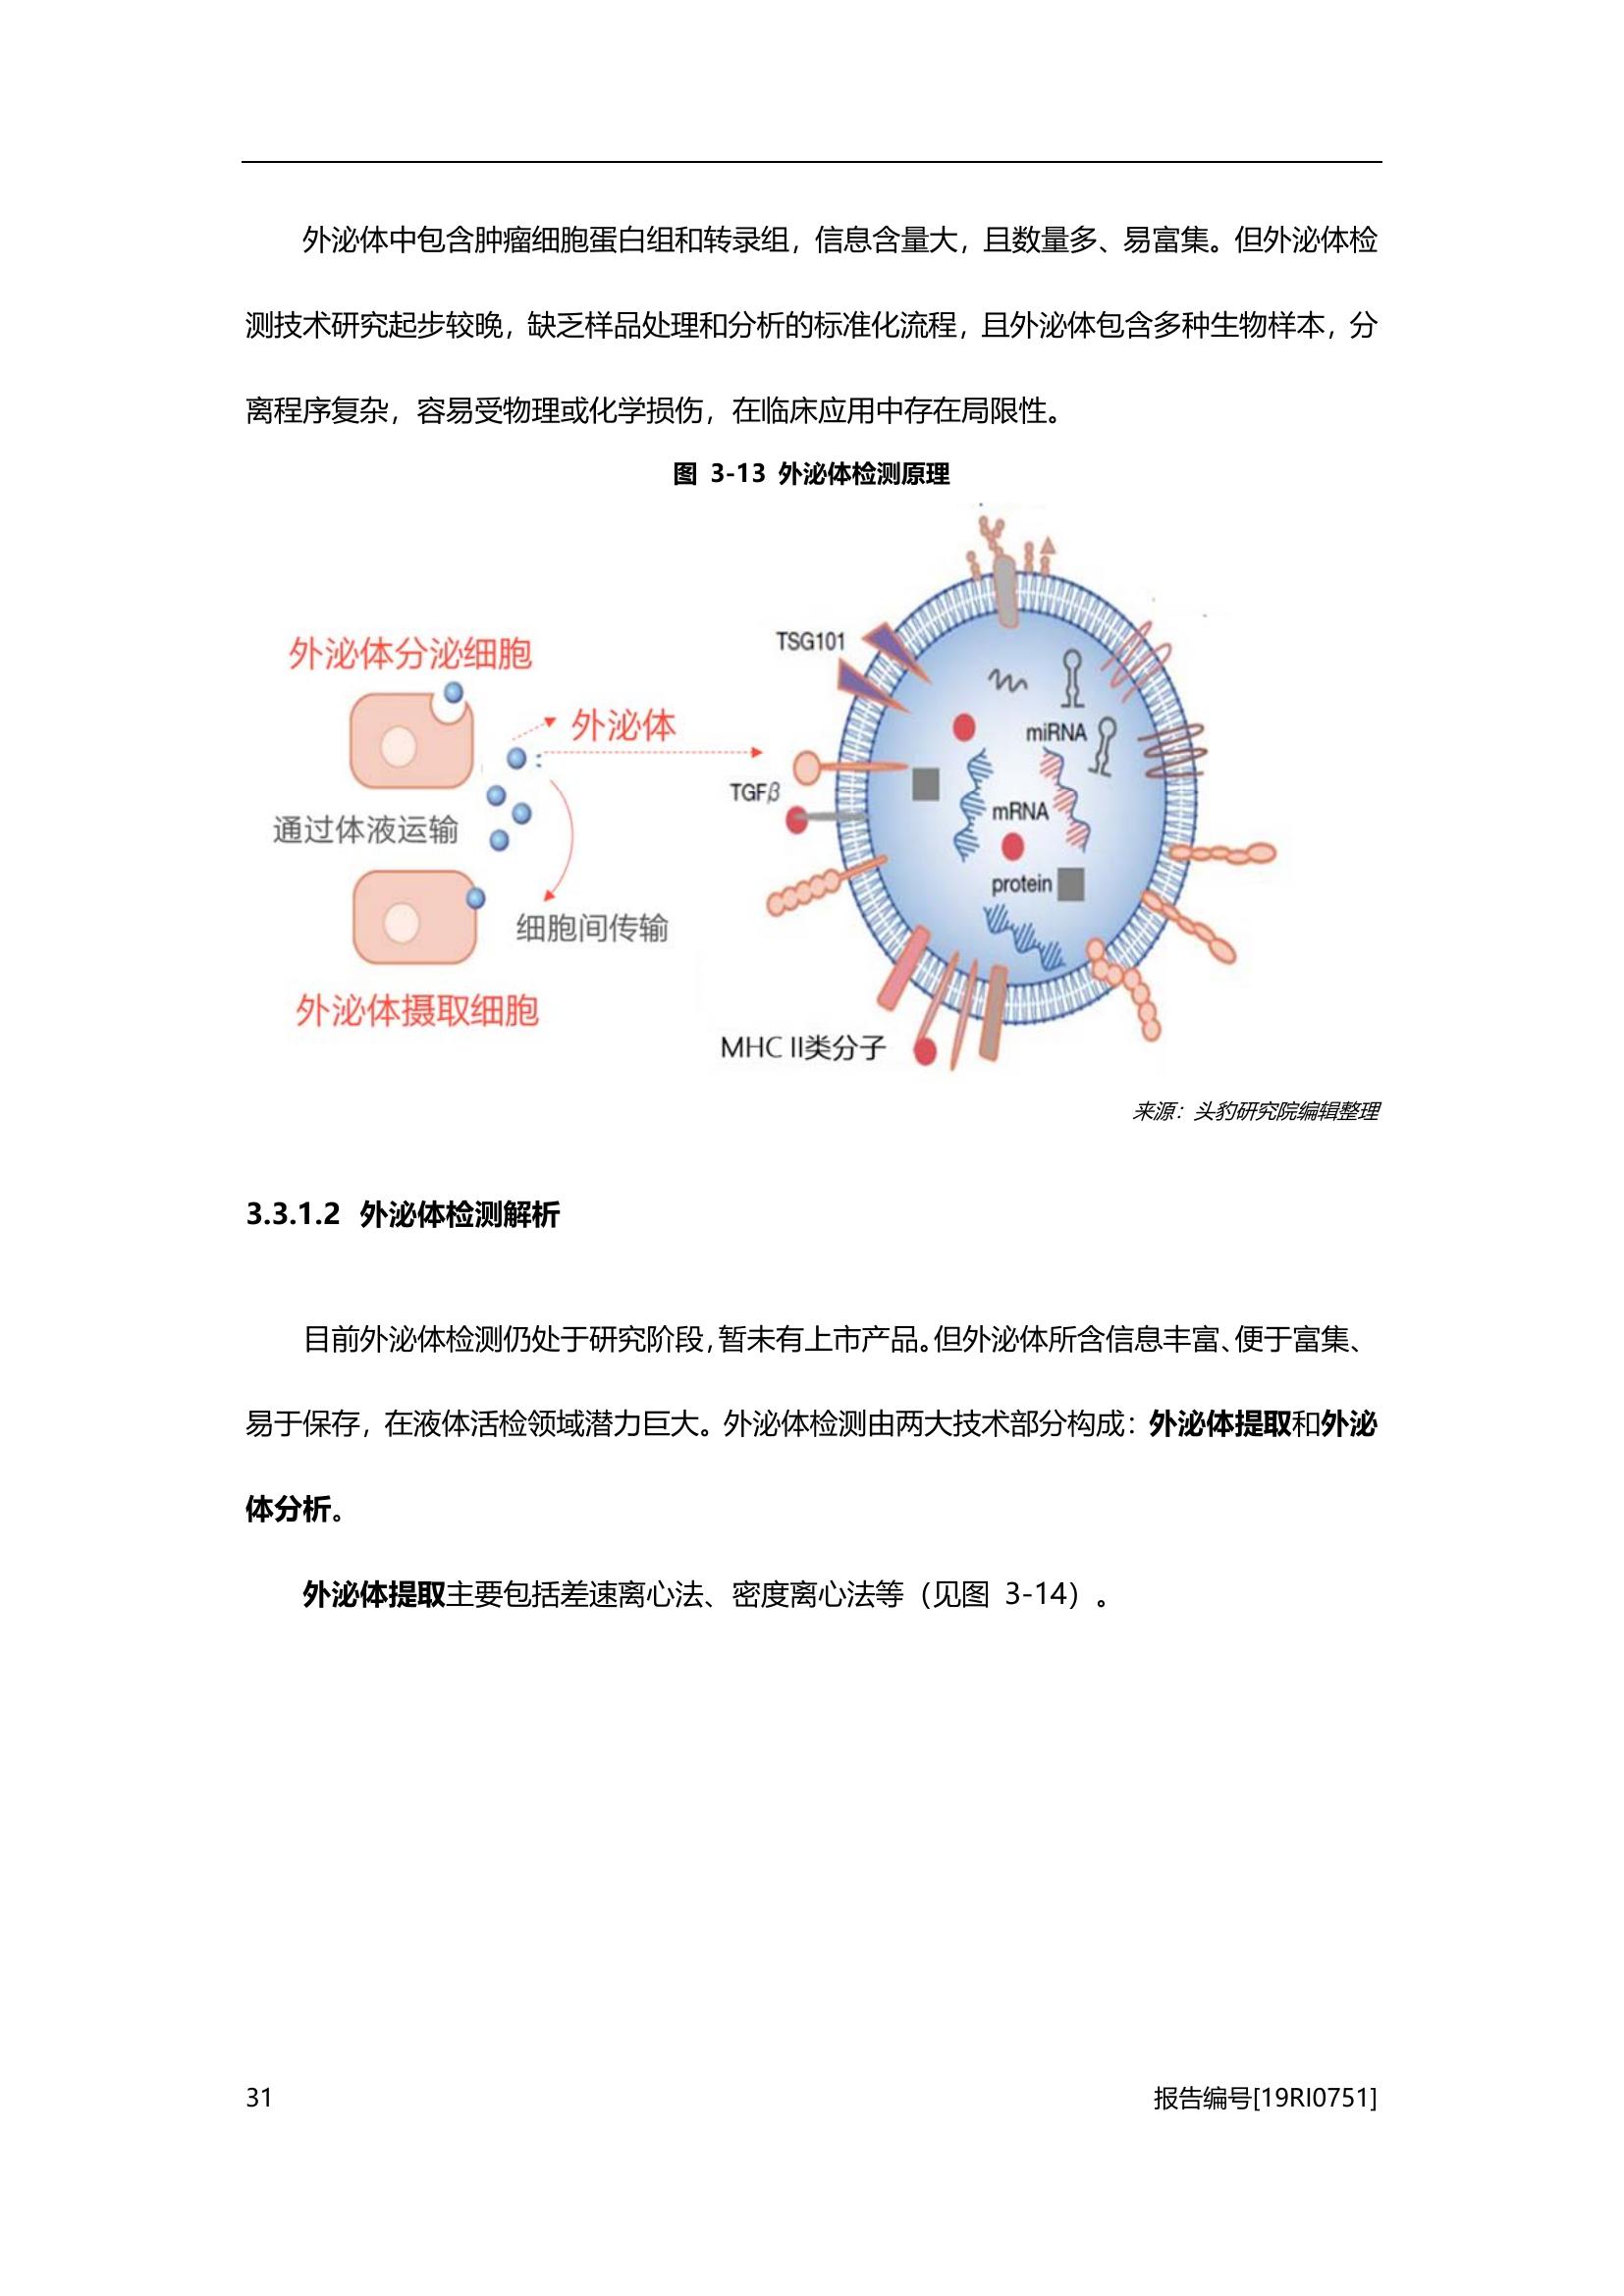 外泌体中包含肿瘤细胞蛋白组和转录组，信息含量大，且数量多、易富集。但外泌体检
测技术研究起步较晚，缺乏样品处理和分析的标准化流程，且外泌体包含多种生物样本，分
离程序复杂，容易受物理或化学损伤，在临床应用中存在局限性。
图 3-13 外泌体检测原理
外泌体分泌细胞
外泌体
通过体液运输
细胞间传输
外泌体摄取细胞
TSG101
miRNA
TGFβ
mRNA
protein
MHC II类分子
来源：头豹研究院编辑整理
3.3.1.2 外泌体检测解析
目前外泌体检测仍处于研究阶段，暂未有上市产品。但外泌体所含信息丰富、便于富集、
易于保存，在液体活检领域潜力巨大。外泌体检测由两大技术部分构成：外泌体提取和外泌
体分析。
外泌体提取主要包括差速离心法、密度离心法等（见图 3-14）。
31
报告编号[19RI0751]